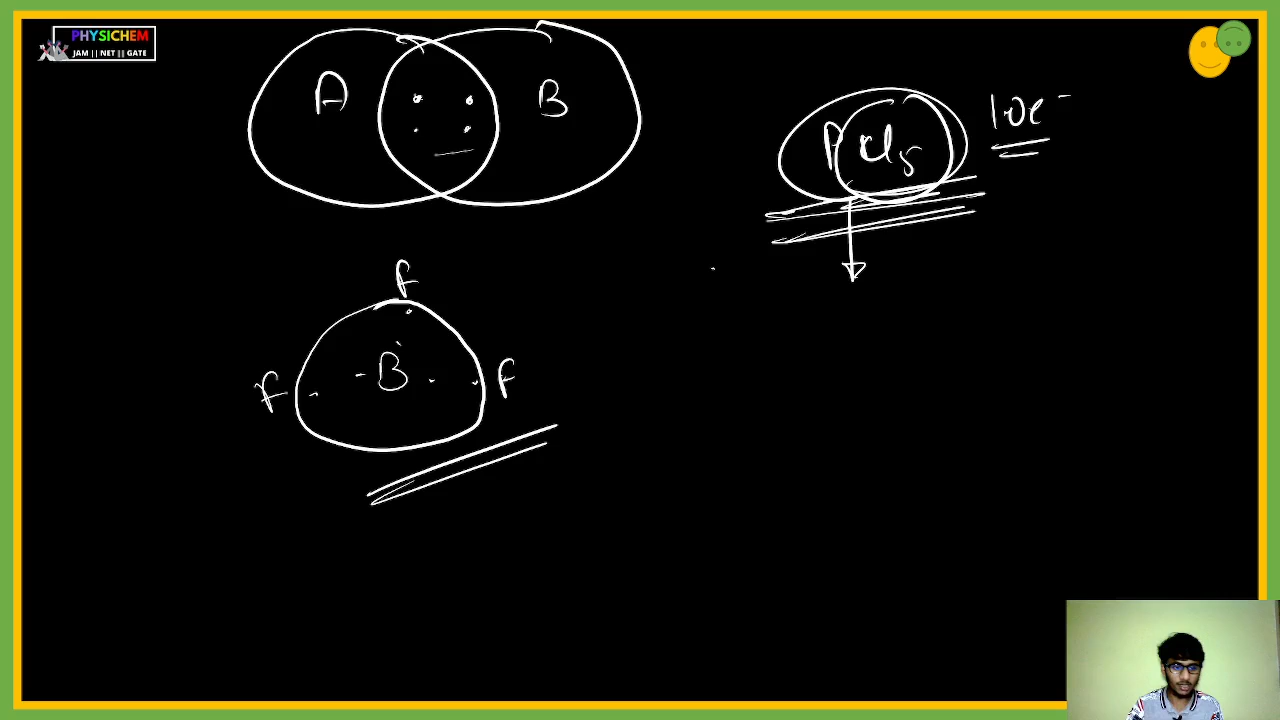 PHYSICHEM
JAM || NET || GATE
A B
PCl5 10e-
F
F B F